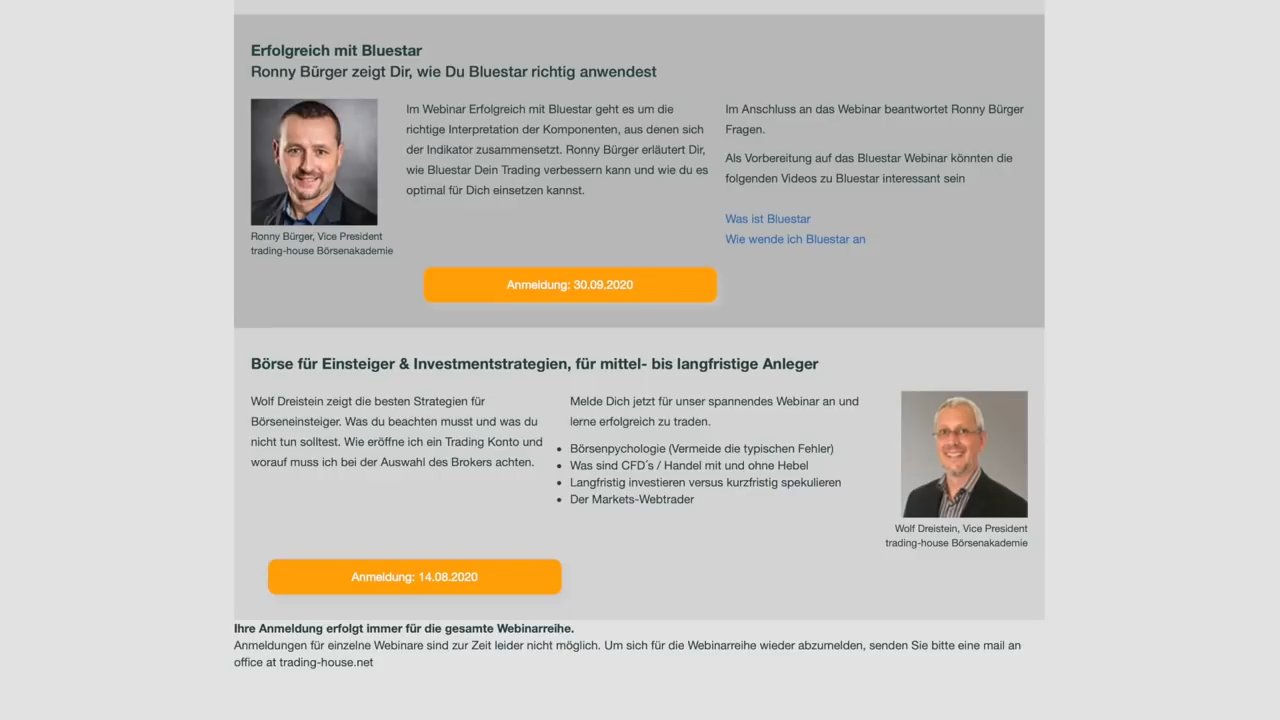 Erfolgreich mit Bluestar
Ronny Bürger zeigt Dir, wie Du Bluestar richtig anwendest
Im Webinar Erfolgreich mit Bluestar geht es um die
richtige Interpretation der Komponenten, aus denen sich
der Indikator zusammensetzt. Ronny Bürger erläutert Dir,
wie Bluestar Dein Trading verbessern kann und wie du es
optimal für Dich einsetzen kannst.
Im Anschluss an das Webinar beantwortet Ronny Bürger
Fragen.
Als Vorbereitung auf das Bluestar Webinar könnten die
folgenden Videos zu Bluestar interessant sein
Was ist Bluestar
Wie wende ich Bluestar an
Ronny Bürger, Vice President
trading-house Börsenakademie
Anmeldung: 30.09.2020
Börse für Einsteiger & Investmentstrategien, für mittel- bis langfristige Anleger
Wolf Dreistein zeigt die besten Strategien für
Börseneinsteiger. Was du beachten musst und was du
nicht tun solltest. Wie eröffne ich ein Trading Konto und
worauf muss ich bei der Auswahl des Brokers achten.
Melde Dich jetzt für unser spannendes Webinar an und
lerne erfolgreich zu traden.
• Börsenpychologie (Vermeide die typischen Fehler)
• Was sind CFD´s / Handel mit und ohne Hebel
• Langfristig investieren versus kurzfristig spekulieren
• Der Markets-Webtrader
Wolf Dreistein, Vice President
trading-house Börsenakademie
Anmeldung: 14.08.2020
Ihre Anmeldung erfolgt immer für die gesamte Webinarreihe.
Anmeldungen für einzelne Webinare sind zur Zeit leider nicht möglich. Um sich für die Webinarreihe wieder abzumelden, senden Sie bitte eine mail an
office at trading-house.net